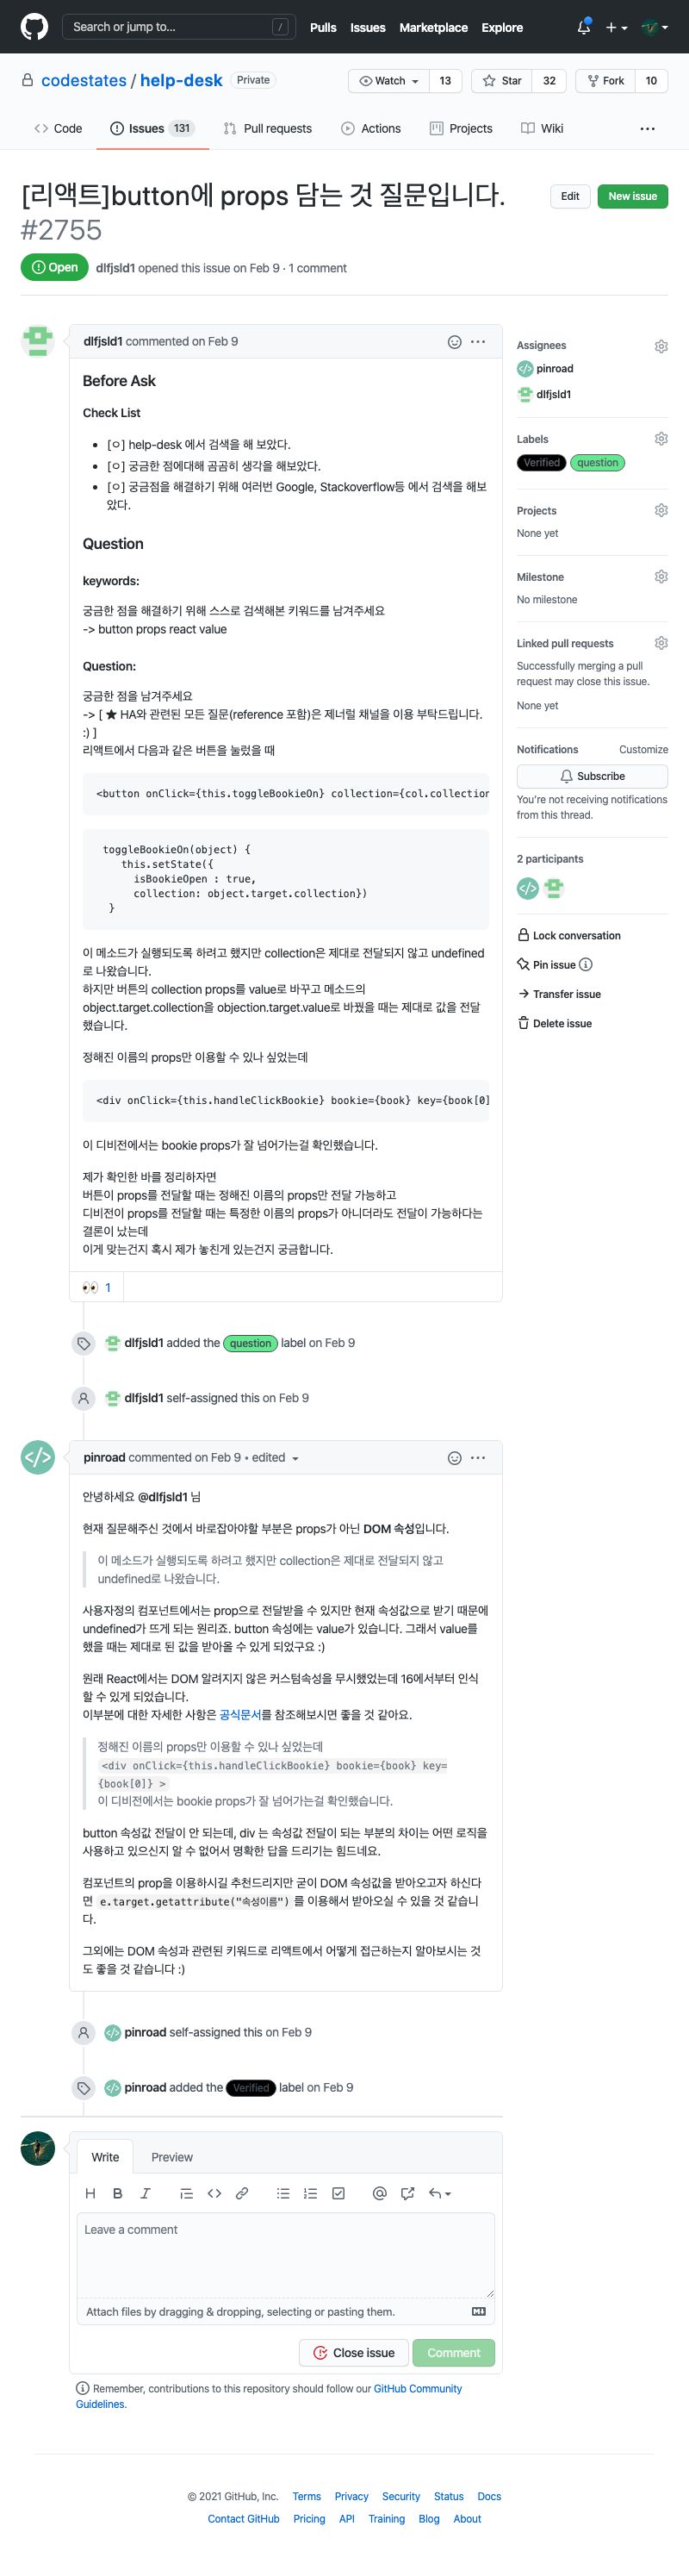 Search or jump to...
/
Pulls
Issues
Marketplace
Explore
codestates / help-desk
Private
Watch
13
Star
32
Fork
10
Code
Issues 131
Pull requests
Actions
Projects
Wiki
[리액트]button에 props 담는 것 질문입니다.
#2755
Edit
New issue
Open
dlfjsld1 opened this issue on Feb 9 · 1 comment
dlfjsld1 commented on Feb 9
Before Ask
Check List
• [ㅇ] help-desk 에서 검색을 해 보았다.
• [ㅇ] 궁금한 점에대해 곰곰히 생각을 해보았다.
• [ㅇ] 궁금점을 해결하기 위해 여러번 Google, Stackoverflow등 에서 검색을 해보
았다.
Question
keywords:
궁금한 점을 해결하기 위해 스스로 검색해본 키워드를 남겨주세요
-> button props react value
Question:
궁금한 점을 남겨주세요
-> [ ★ HA와 관련된 모든 질문(reference 포함)은 제너럴 채널을 이용 부탁드립니다.
:) ]
리액트에서 다음과 같은 버튼을 눌렀을 때
<button onClick={this.toggleBookieOn} collection={col.collection
toggleBookieOn(object) {
this.setState({
isBookieOpen : true,
collection: object.target.collection})
}
이 메소드가 실행되도록 하려고 했지만 collection은 제대로 전달되지 않고 undefined
로 나왔습니다.
하지만 버튼의 collection props를 value로 바꾸고 메소드의
object.target.collection을 objection.target.value로 바꿨을 때는 제대로 값을 전달
했습니다.
정해진 이름의 props만 이용할 수 있나 싶었는데
<div onClick={this.handleClickBookie} bookie={book} key={book[0]
이 디비전에서는 bookie props가 잘 넘어가는걸 확인했습니다.
제가 확인한 바를 정리하자면
버튼이 props를 전달할 때는 정해진 이름의 props만 전달 가능하고
디비전이 props를 전달할 때는 특정한 이름의 props가 아니더라도 전달이 가능하다는
결론이 났는데
이게 맞는건지 혹시 제가 놓친게 있는건지 궁금합니다.
👀 1
dlfjsld1 added the question label on Feb 9
dlfjsld1 self-assigned this on Feb 9
pinroad commented on Feb 9 • edited
안녕하세요 @dlfjsld1 님
현재 질문해주신 것에서 바로잡아야할 부분은 props가 아닌 DOM 속성입니다.
이 메소드가 실행되도록 하려고 했지만 collection은 제대로 전달되지 않고
undefined로 나왔습니다.
사용자정의 컴포넌트에서는 prop으로 전달받을 수 있지만 현재 속성값으로 받기 때문에
undefined가 뜨게 되는 원리죠. button 속성에는 value가 있습니다. 그래서 value를
했을 때는 제대로 된 값을 받아올 수 있게 되었구요 :)
원래 React에서는 DOM 알려지지 않은 커스텀속성을 무시했었는데 16에서부터 인식
할 수 있게 되었습니다.
이부분에 대한 자세한 사항은 공식문서를 참조해보시면 좋을 것 같아요.
정해진 이름의 props만 이용할 수 있나 싶었는데
<div onClick={this.handleClickBookie} bookie={book} key=
{book[0]} >
이 디비전에서는 bookie props가 잘 넘어가는걸 확인했습니다.
button 속성값 전달이 안 되는데, div 는 속성값 전달이 되는 부분의 차이는 어떤 로직을
사용하고 있으신지 알 수 없어서 명확한 답을 드리기는 힘드네요.
컴포넌트의 prop을 이용하시길 추천드리지만 굳이 DOM 속성값을 받아오고자 하신다
면 e.target.getattribute("속성이름") 를 이용해서 받아오실 수 있을 것 같습니
다.
그외에는 DOM 속성과 관련된 키워드로 리액트에서 어떻게 접근하는지 알아보시는 것
도 좋을 것 같습니다 :)
pinroad self-assigned this on Feb 9
pinroad added the Verified label on Feb 9
Write
Preview
H B I
Leave a comment
Attach files by dragging & dropping, selecting or pasting them.
Close issue
Comment
Remember, contributions to this repository should follow our GitHub Community
Guidelines.
Assignees
pinroad
dlfjsld1
Labels
Verified question
Projects
None yet
Milestone
No milestone
Linked pull requests
Successfully merging a pull
request may close this issue.
None yet
Notifications
Customize
Subscribe
You're not receiving notifications
from this thread.
2 participants
Lock conversation
Pin issue
Transfer issue
Delete issue
© 2021 GitHub, Inc.
Terms
Privacy
Security
Status
Docs
Contact GitHub
Pricing
API
Training
Blog
About